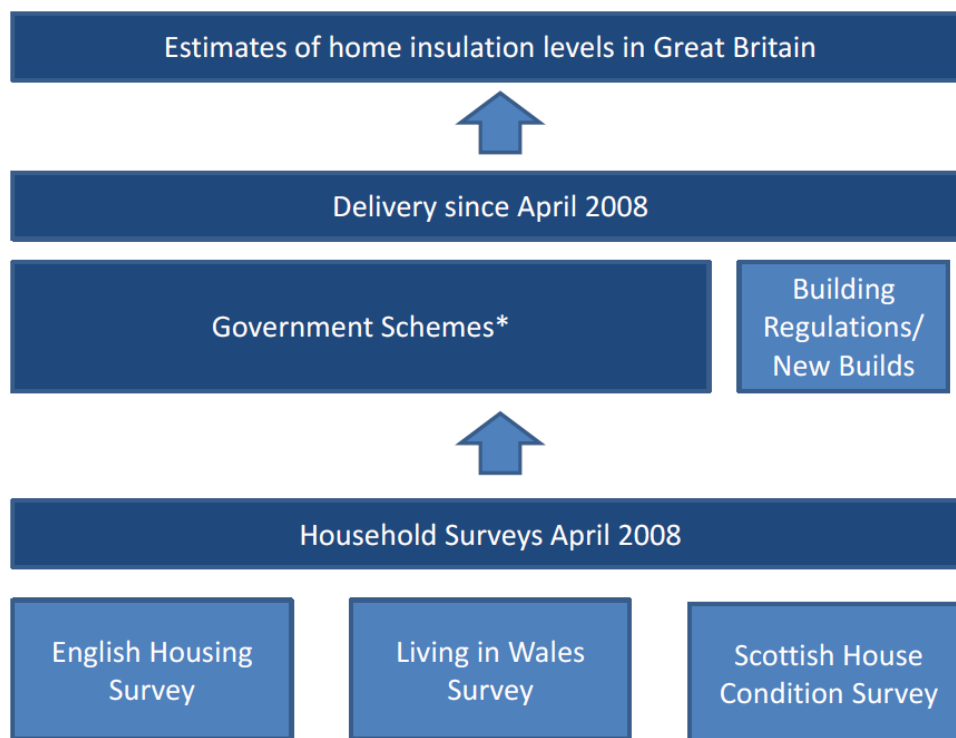 Estimates of home insulation levels in Great Britain
Delivery since April 2008
Government Schemes*
Building
Regulations/
New Builds
Household Surveys April 2008
English Housing
Survey
Living in Wales
Survey
Scottish House
Condition Survey